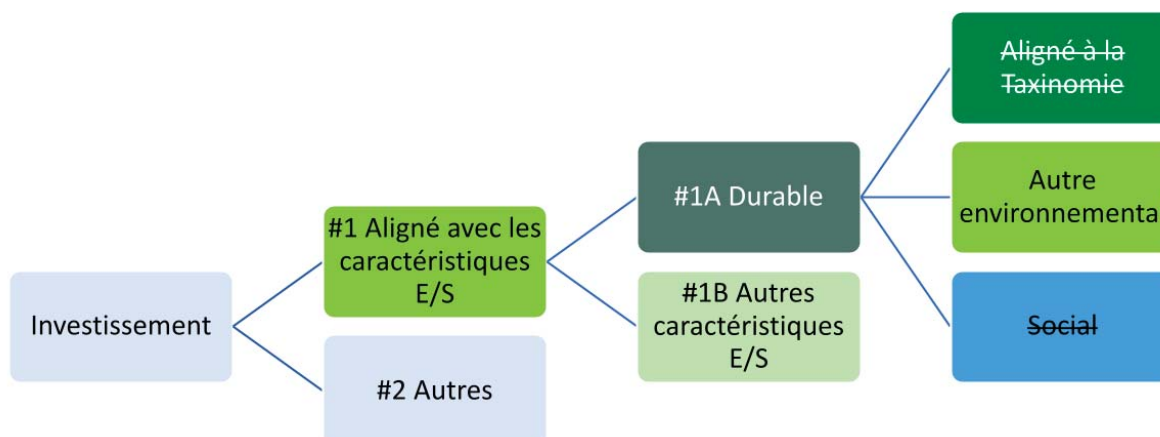 Investissement
#1 Aligné avec les
caractéristiques
E/S
#2 Autres
#1A Durable
#1B Autres
caractéristiques
E/S
Aligné à la
Taxinomie
Autre
environnementa
Social